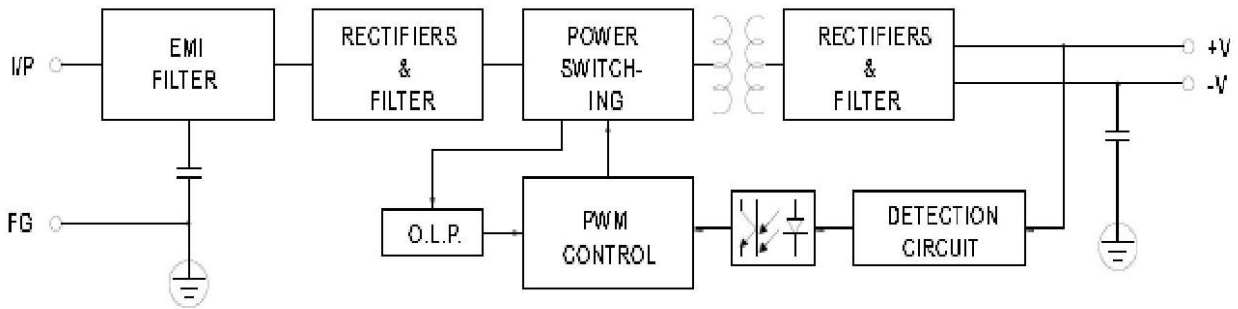 EMI
FILTER
RECTIFIERS
&
FILTER
POWER
SWITCH-
ING
RECTIFIERS
&
FILTER
I/P
+V
-V
FG
O.L.P.
PWM
CONTROL
DETECTION
CIRCUIT